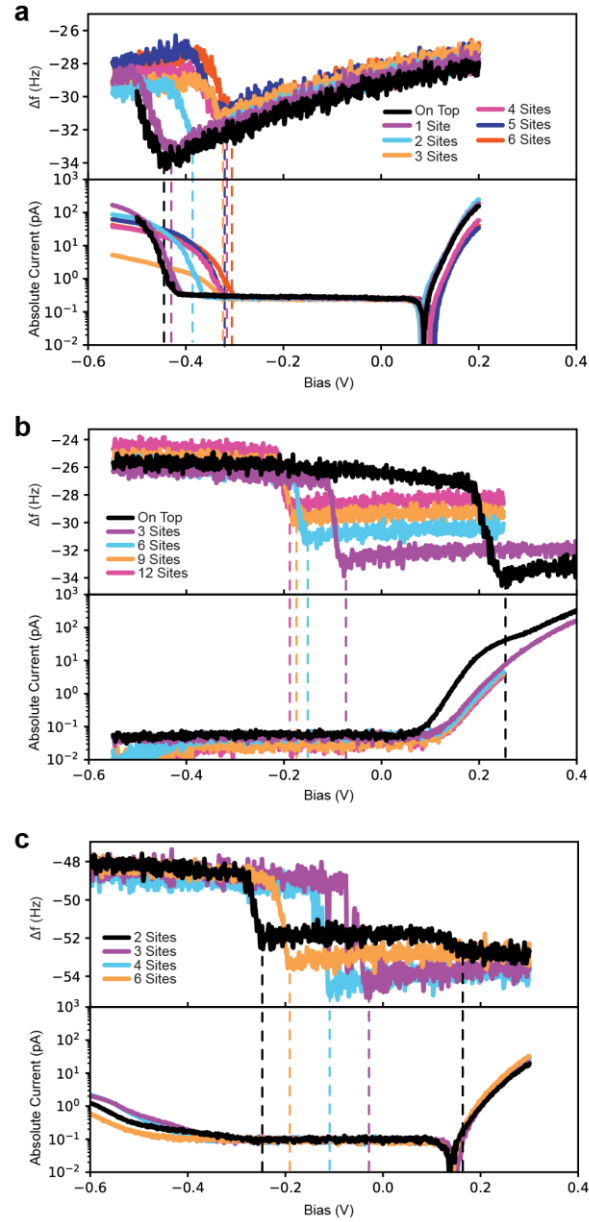 a
−26
−28
−30
−32
−34
Δf (Hz)
On Top
1 Site
2 Sites
3 Sites
4 Sites
5 Sites
6 Sites
10³
10²
10¹
10⁰
10⁻¹
10⁻²
Absolute Current (pA)
−0.6 −0.4 −0.2 0.0 0.2 0.4
Bias (V)
b
−24
−26
−28
−30
−32
−34
Δf (Hz)
On Top
3 Sites
6 Sites
9 Sites
12 Sites
10³
10²
10¹
10⁰
10⁻¹
10⁻²
Absolute Current (pA)
−0.6 −0.4 −0.2 0.0 0.2 0.4
Bias (V)
c
−48
−50
−52
−54
Δf (Hz)
2 Sites
3 Sites
4 Sites
6 Sites
10³
10²
10¹
10⁰
10⁻¹
10⁻²
Absolute Current (pA)
−0.6 −0.4 −0.2 0.0 0.2 0.4
Bias (V)